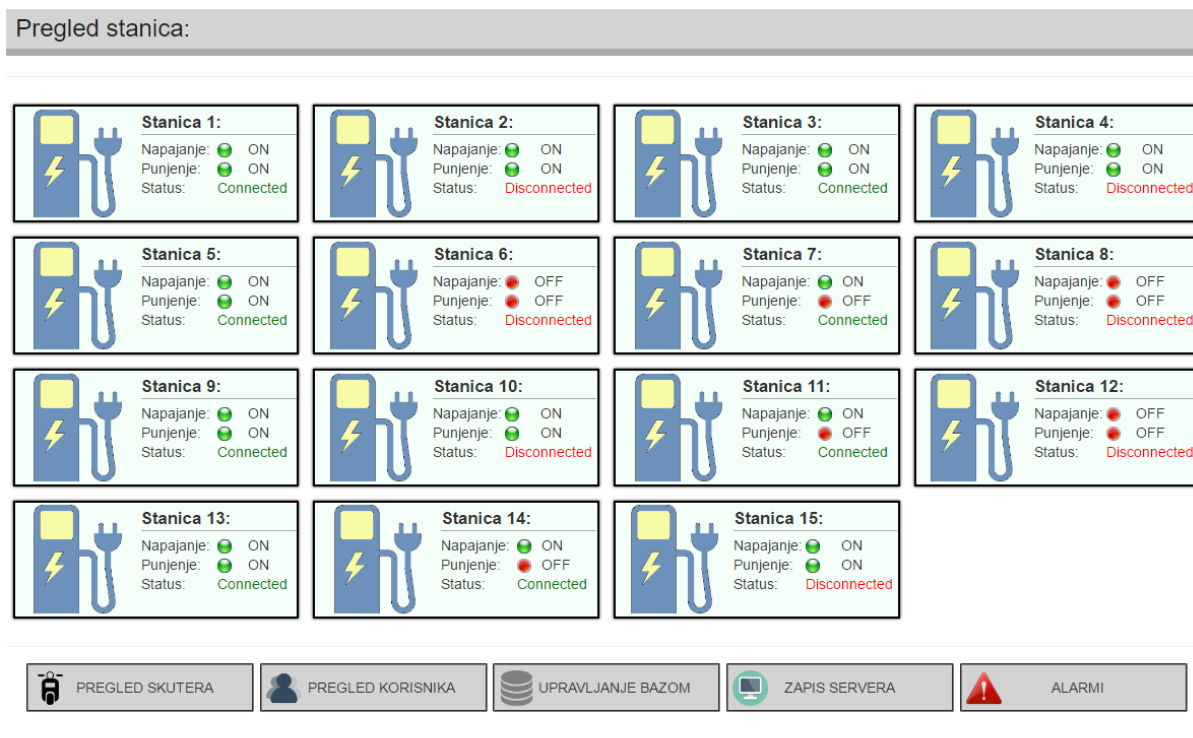 Pregled stanica:
Stanica 1:
Napajanje: ON
Punjenje: ON
Status: Connected
Stanica 2:
Napajanje: ON
Punjenje: ON
Status: Disconnected
Stanica 3:
Napajanje: ON
Punjenje: ON
Status: Connected
Stanica 4:
Napajanje: ON
Punjenje: ON
Status: Disconnected
Stanica 5:
Napajanje: ON
Punjenje: ON
Status: Connected
Stanica 6:
Napajanje: OFF
Punjenje: OFF
Status: Disconnected
Stanica 7:
Napajanje: ON
Punjenje: OFF
Status: Connected
Stanica 8:
Napajanje: OFF
Punjenje: OFF
Status: Disconnected
Stanica 9:
Napajanje: ON
Punjenje: ON
Status: Connected
Stanica 10:
Napajanje: ON
Punjenje: ON
Status: Disconnected
Stanica 11:
Napajanje: ON
Punjenje: OFF
Status: Connected
Stanica 12:
Napajanje: OFF
Punjenje: OFF
Status: Disconnected
Stanica 13:
Napajanje: ON
Punjenje: ON
Status: Connected
Stanica 14:
Napajanje: ON
Punjenje: OFF
Status: Connected
Stanica 15:
Napajanje: ON
Punjenje: ON
Status: Disconnected
PREGLED SKUTERA
PREGLED KORISNIKA
UPRAVLJANJE BAZOM
ZAPIS SERVERA
ALARMI